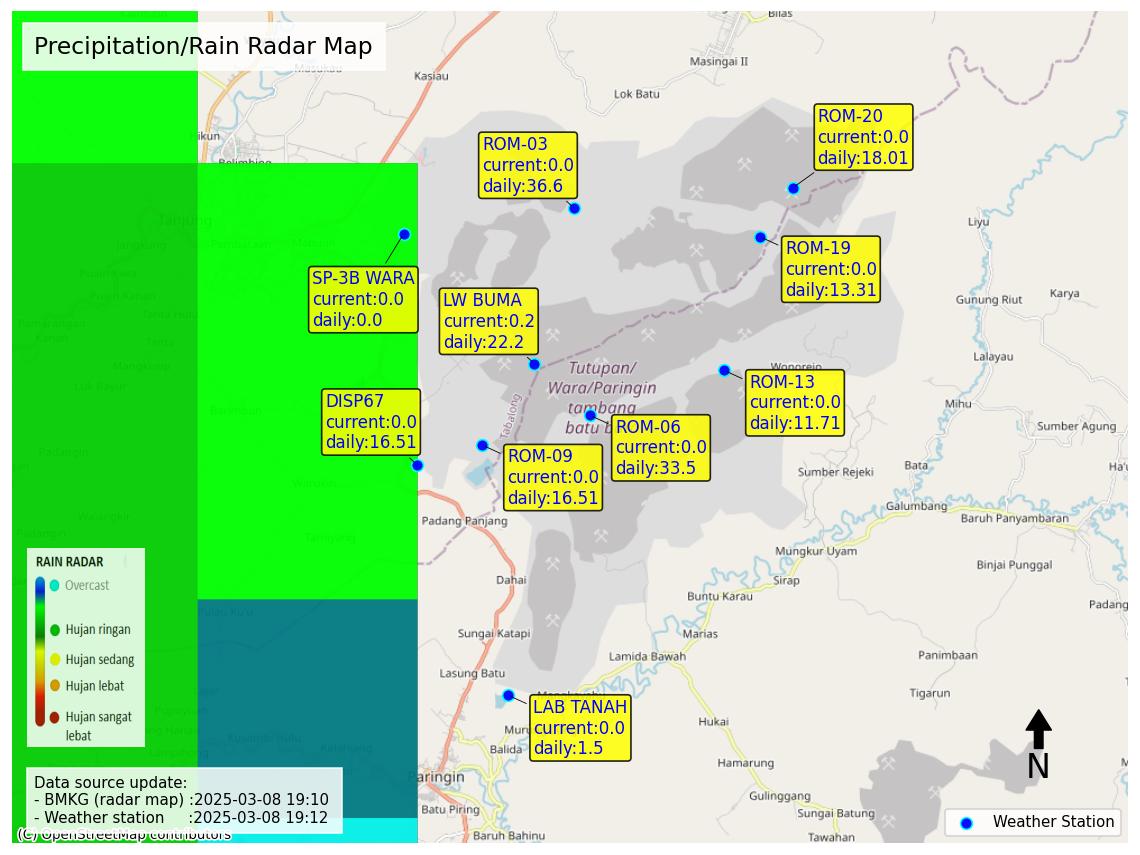 Precipitation/Rain Radar Map
Bilas
Masingai II
Kasiau
Lok Batu
Belimbing
ROM-20
current:0.0
daily:18.01
ROM-03
current:0.0
daily:36.6
Tanjung
Liyu
ROM-19
current:0.0
daily:13.31
SP-3B WARA
current:0.0
daily:0.0
LW BUMA
current:0.2
daily:22.2
Gunung Riut
Karya
Lalayau
Wonorejo
Tutupan/
Wara/Paringin
tambang
batu b
ROM-13
current:0.0
daily:11.71
Mihu
DISP67
current:0.0
daily:16.51
Tabalong
ROM-06
current:0.0
daily:33.5
Sumber Agung
ROM-09
current:0.0
daily:16.51
Sumber Rejeki
Bata
Ha'u
Galumbang
Baruh Panyambaran
Padang Panjang
Mungkur Uyam
Binjai Punggal
Dahai
Sirap
Buntu Karau
Padang
RAIN RADAR
Overcast
Hujan ringan
Hujan sedang
Hujan lebat
Hujan sangat
lebat
Sungai Katapi
Marias
Lamida Bawah
Panimbaan
Lasung Batu
Tigarun
LAB TANAH
current:0.0
daily:1.5
Muru
Balida
Hukai
Hamarung
N
Paringin
Gulinggang
Batu Piring
Sungai Batung
Baruh Bahinu
Tawahan
Data source update:
- BMKG (radar map) :2025-03-08 19:10
- Weather station :2025-03-08 19:12
(C) OpenStreetMap contributors
Weather Station